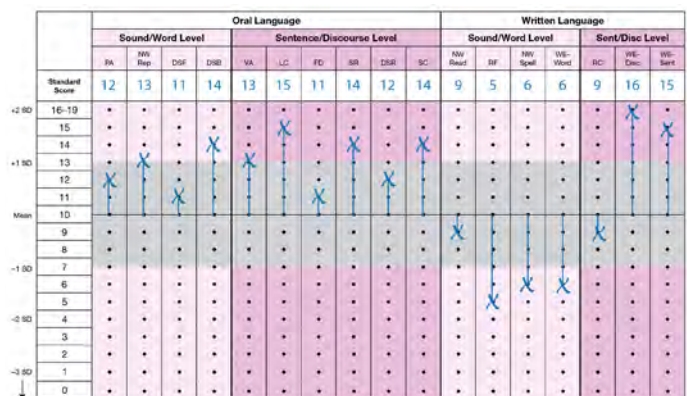 Oral Language Written Language
Sound/Word Level Sentence/Discourse Level Sound/Word Level Sent/Disc Level
PA NW Rep DSF DSB VA LC FD SR DSR SC NW Read RF NW Spell WE-Word RC WE-Disc WE-Sent
Standard Score 12 13 11 14 13 15 11 14 12 14 9 5 6 6 9 16 15
+2 SD 16–19
15
14
+1 SD 13
12
11
Mean 10
9
8
-1 SD 7
6
5
-2 SD 4
3
2
-3 SD 1
0